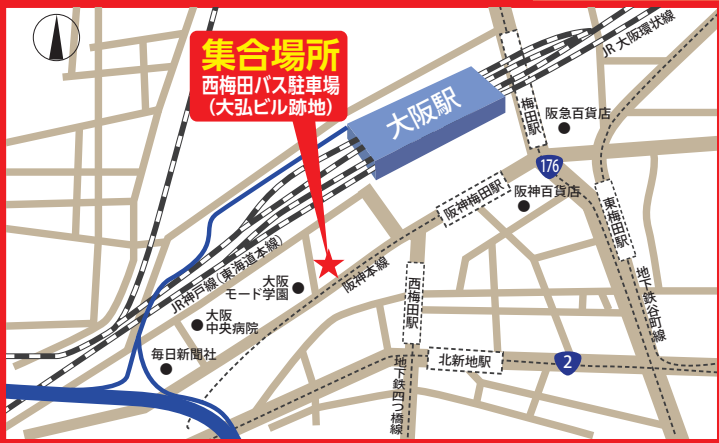 集合場所
西梅田バス駐車場
（大弘ビル跡地）
大阪駅
JR 大阪環状線
梅田駅
阪急百貨店
176
阪神梅田駅
阪神百貨店
東梅田駅
地下鉄谷町線
JR神戸線（東海道本線）
阪神本線
大阪
モード学園
大阪
中央病院
毎日新聞社
西梅田駅
地下鉄四つ橋線
北新地駅
2